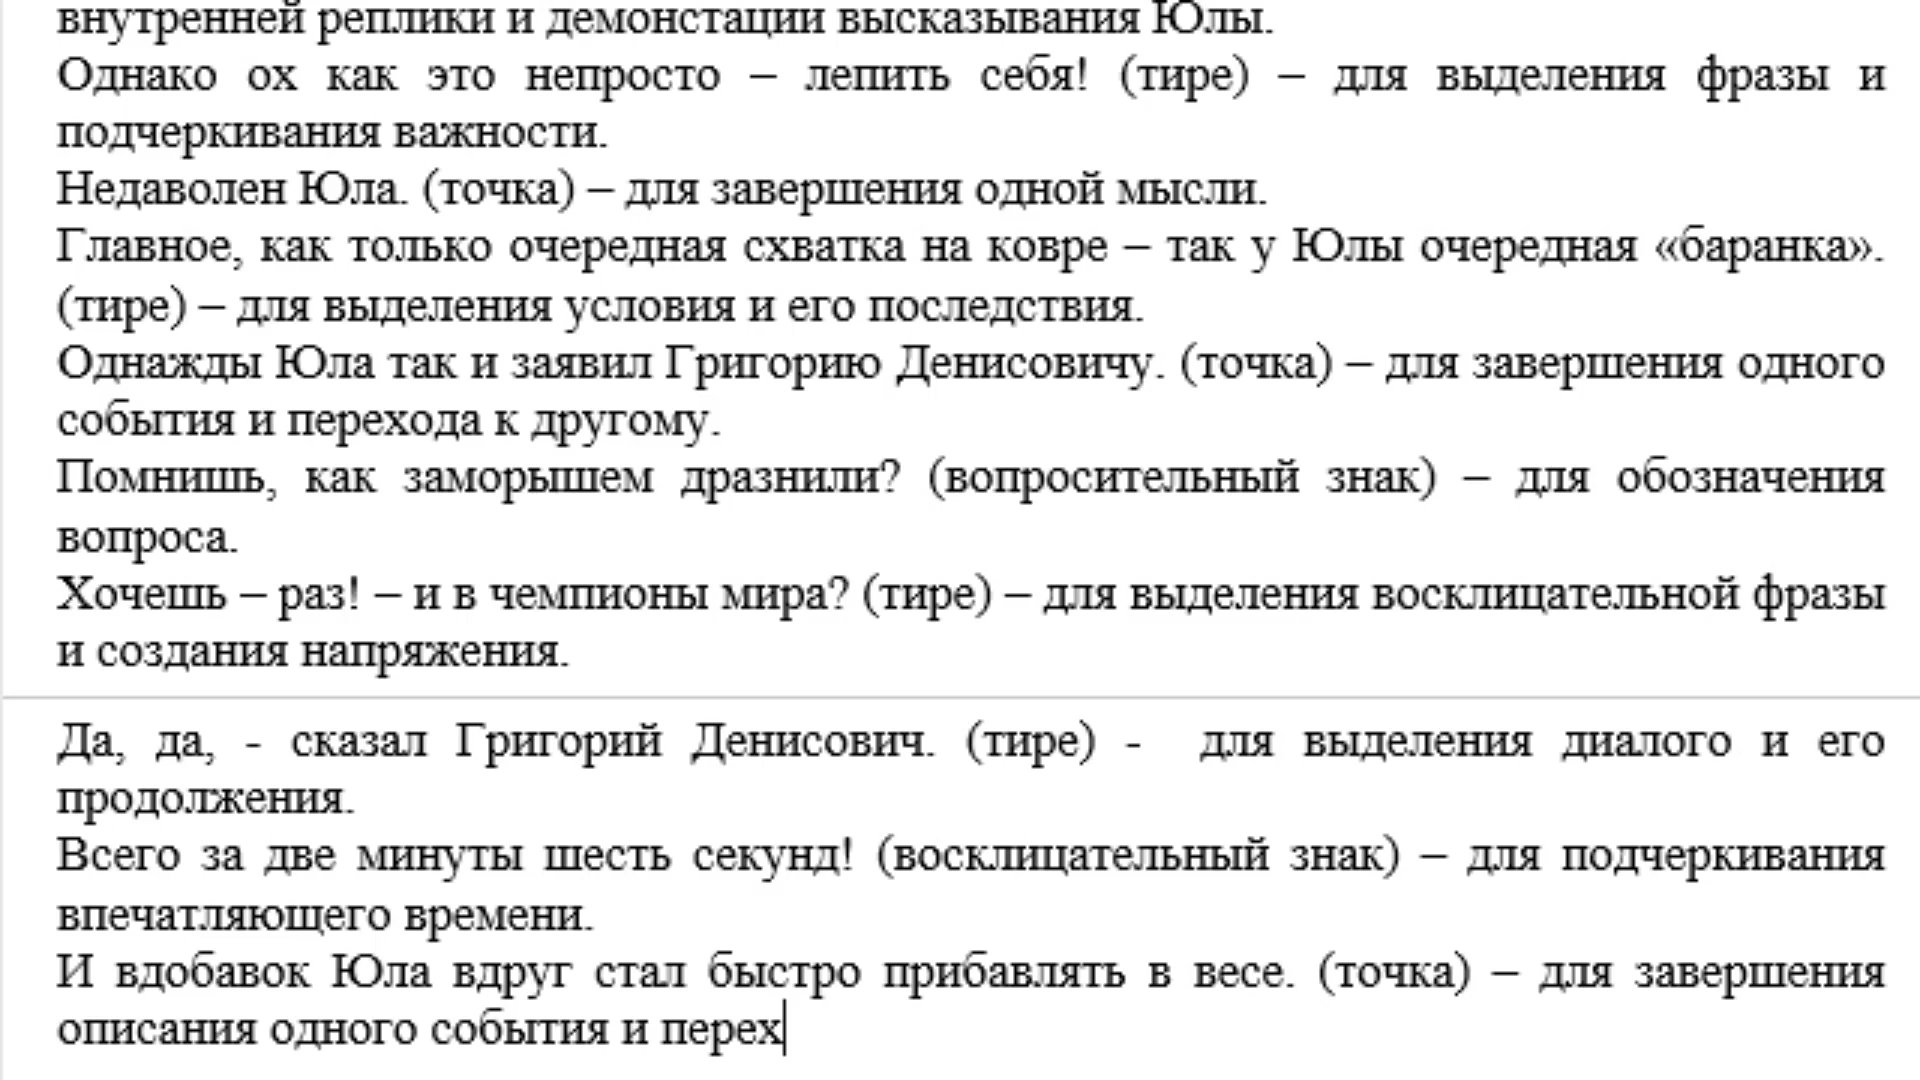 внутренней реплики и демонстации высказывания Юлы.
Однако ох как это непросто – лепить себя! (тире) – для выделения фразы и
подчеркивания важности.
Недаволен Юла. (точка) – для завершения одной мысли.
Главное, как только очередная схватка на ковре – так у Юлы очередная «баранка».
(тире) – для выделения условия и его последствия.
Однажды Юла так и заявил Григорию Денисовичу. (точка) – для завершения одного
события и перехода к другому.
Помнишь, как заморышем дразнили? (вопросительный знак) – для обозначения
вопроса.
Хочешь – раз! – и в чемпионы мира? (тире) – для выделения восклицательной фразы
и создания напряжения.
Да, да, - сказал Григорий Денисович. (тире) - для выделения диалого и его
продолжения.
Всего за две минуты шесть секунд! (восклицательный знак) – для подчеркивания
впечатляющего времени.
И вдобавок Юла вдруг стал быстро прибавлять в весе. (точка) – для завершения
описания одного события и перех